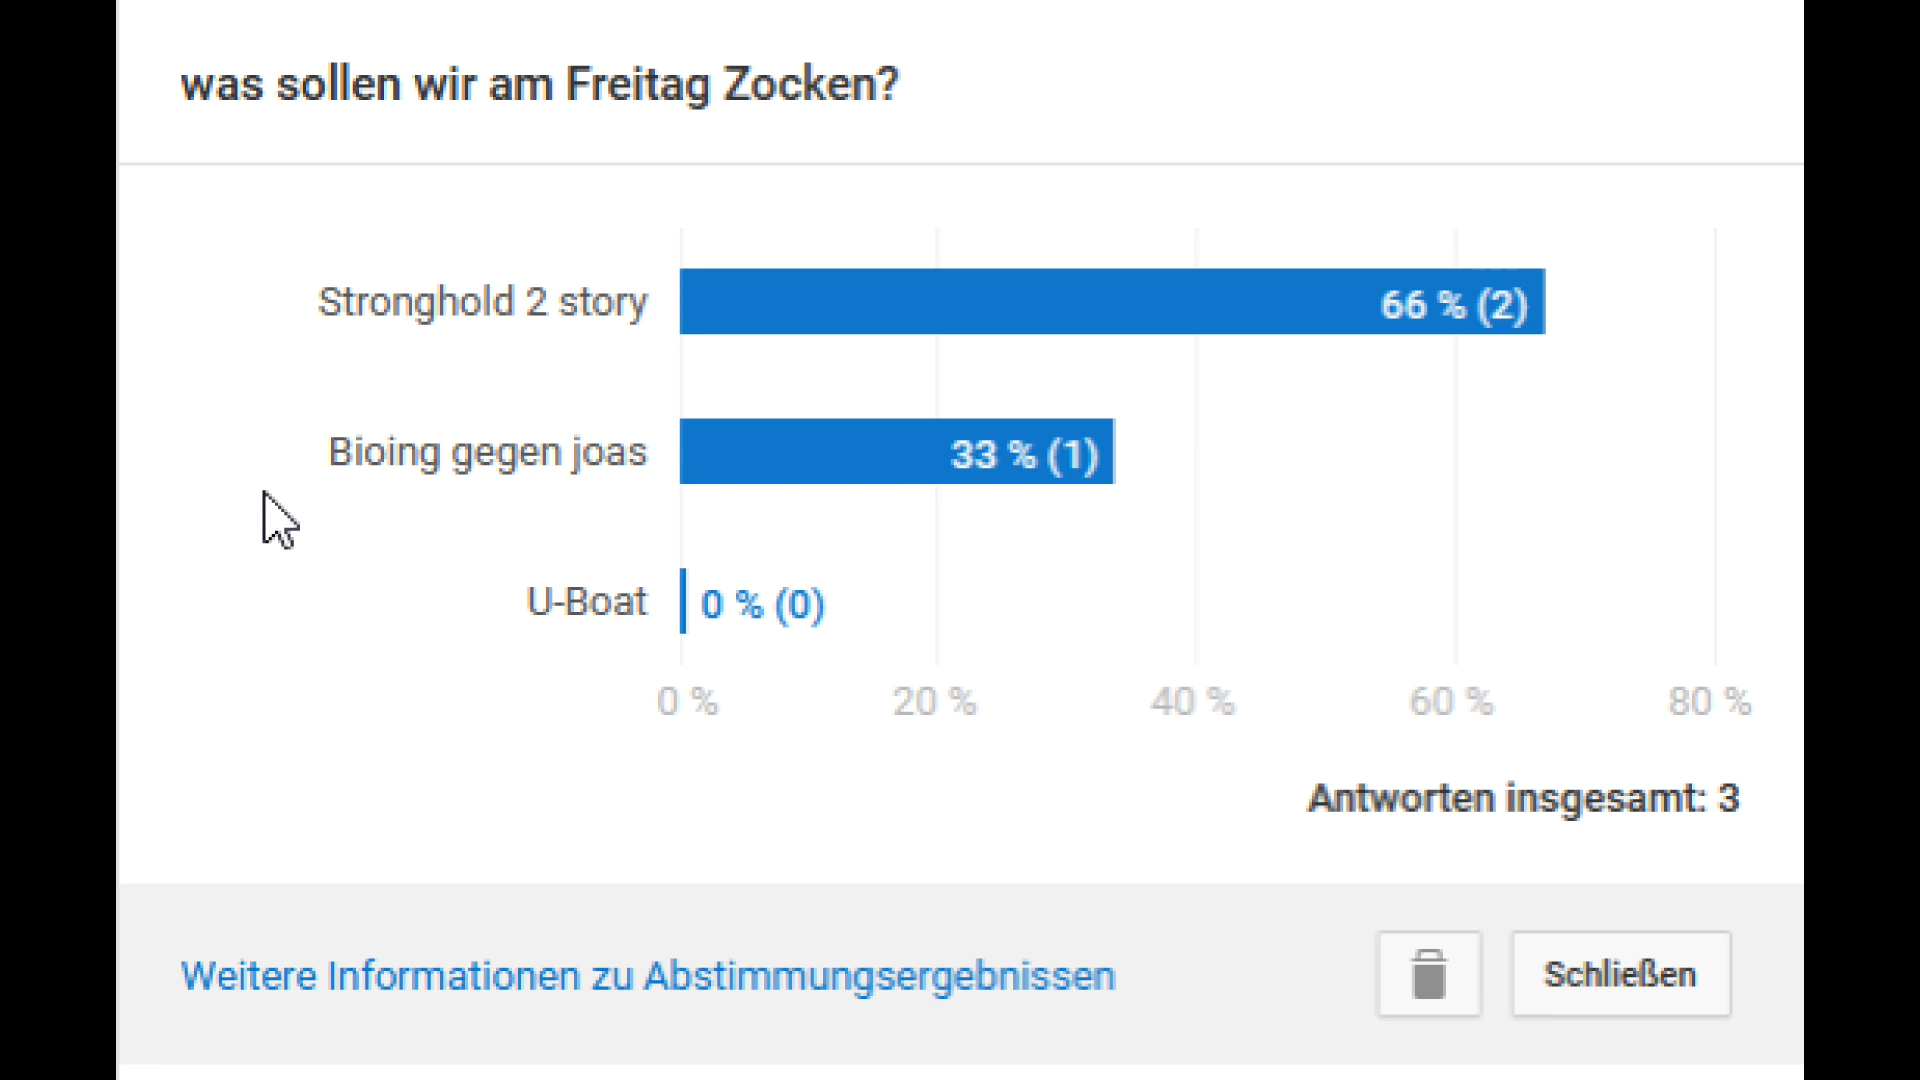 was sollen wir am Freitag Zocken?
Stronghold 2 story
66 % (2)
Bioing gegen joas
33 % (1)
U-Boat
0 % (0)
0 % 20 % 40 % 60 % 80 %
Antworten insgesamt: 3
Weitere Informationen zu Abstimmungsergebnissen
Schließen